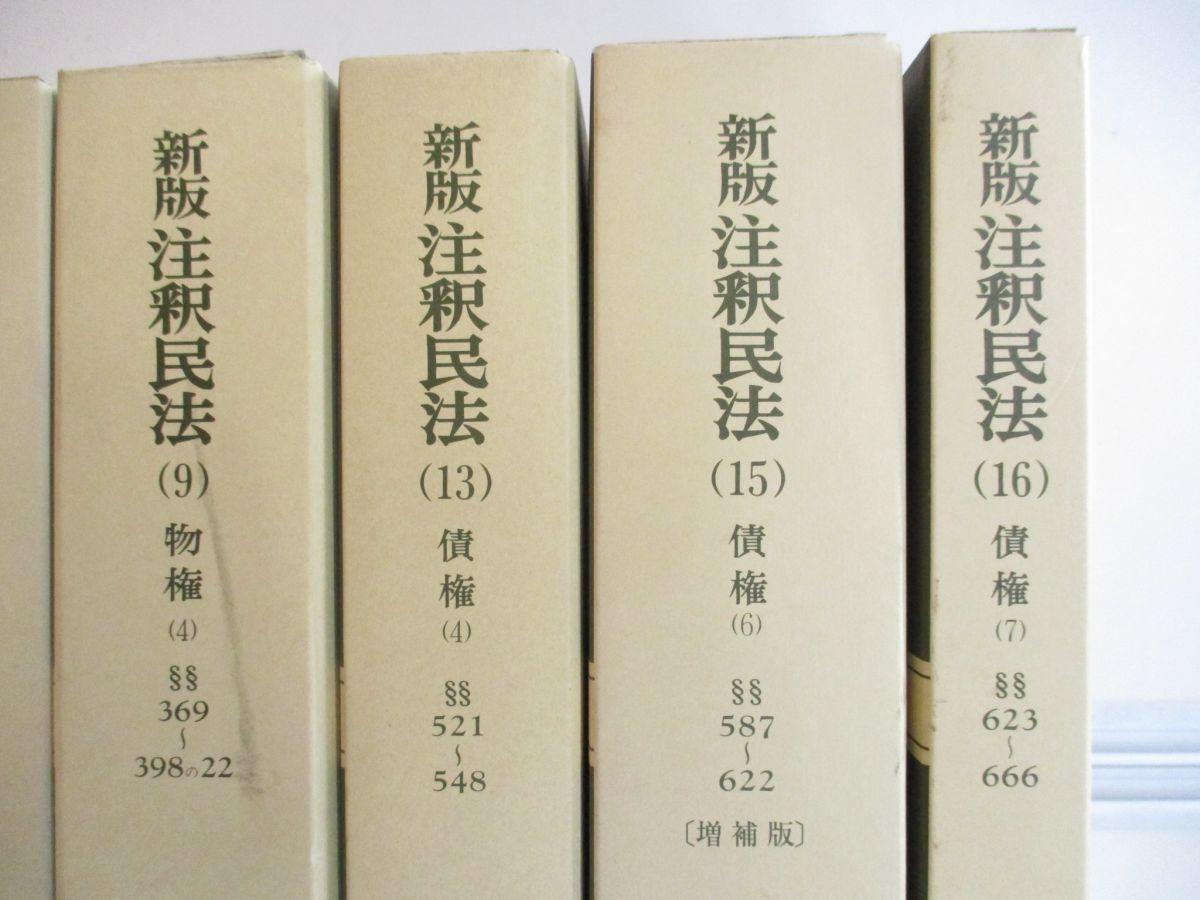 新版 注釈民法
(9)
物権
(4)
§§
369
~
398の22
新版 注釈民法
(13)
債権
(4)
§§
521
~
548
新版 注釈民法
(15)
債権
(6)
§§
587
~
622
〔増補版〕
新版 注釈民法
(16)
債権
(7)
§§
623
~
666